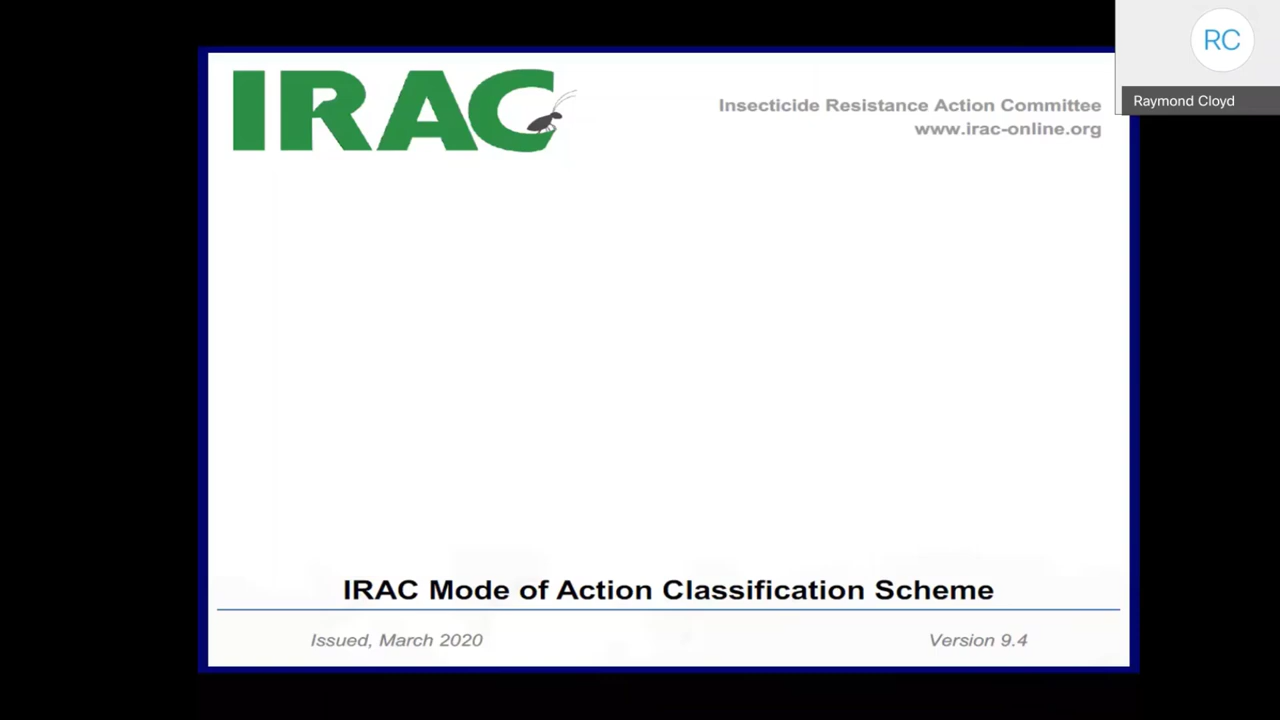 RC
Raymond Cloyd
IRAC
Insecticide Resistance Action Committee
www.irac-online.org
IRAC Mode of Action Classification Scheme
Issued, March 2020
Version 9.4